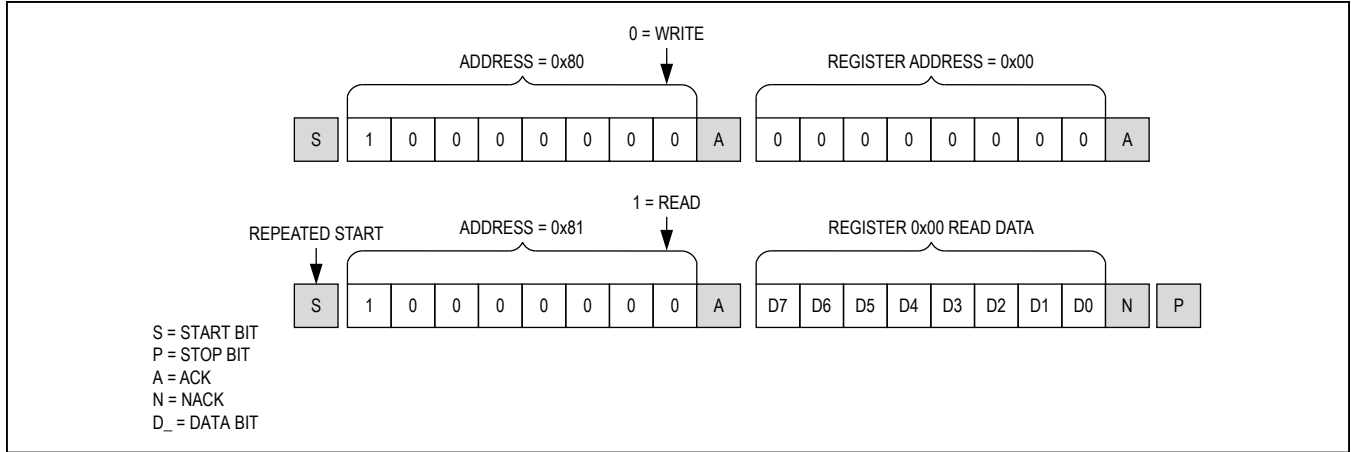 0 = WRITE
ADDRESS = 0x80 REGISTER ADDRESS = 0x00
S 1 0 0 0 0 0 0 0 A 0 0 0 0 0 0 0 0 A
1 = READ
REPEATED START ADDRESS = 0x81 REGISTER 0x00 READ DATA
S 1 0 0 0 0 0 0 0 A D7 D6 D5 D4 D3 D2 D1 D0 N P
S = START BIT
P = STOP BIT
A = ACK
N = NACK
D_ = DATA BIT